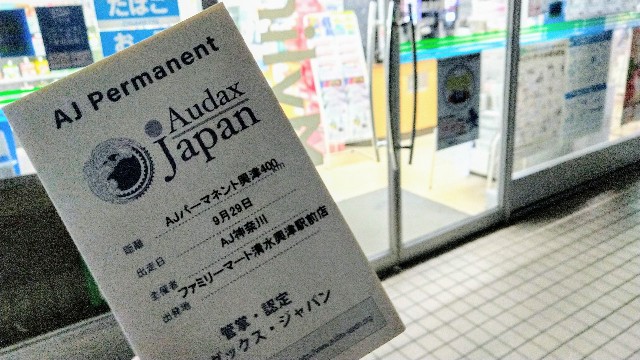 たばこ
AJ Permanent
Audax
Japan
距離 AJパーマネント興津400km
出走日 9月29日
主催者 AJ神奈川
出発地 ファミリーマート清水興津駅前店
管掌・認定
ダックス・ジャパン